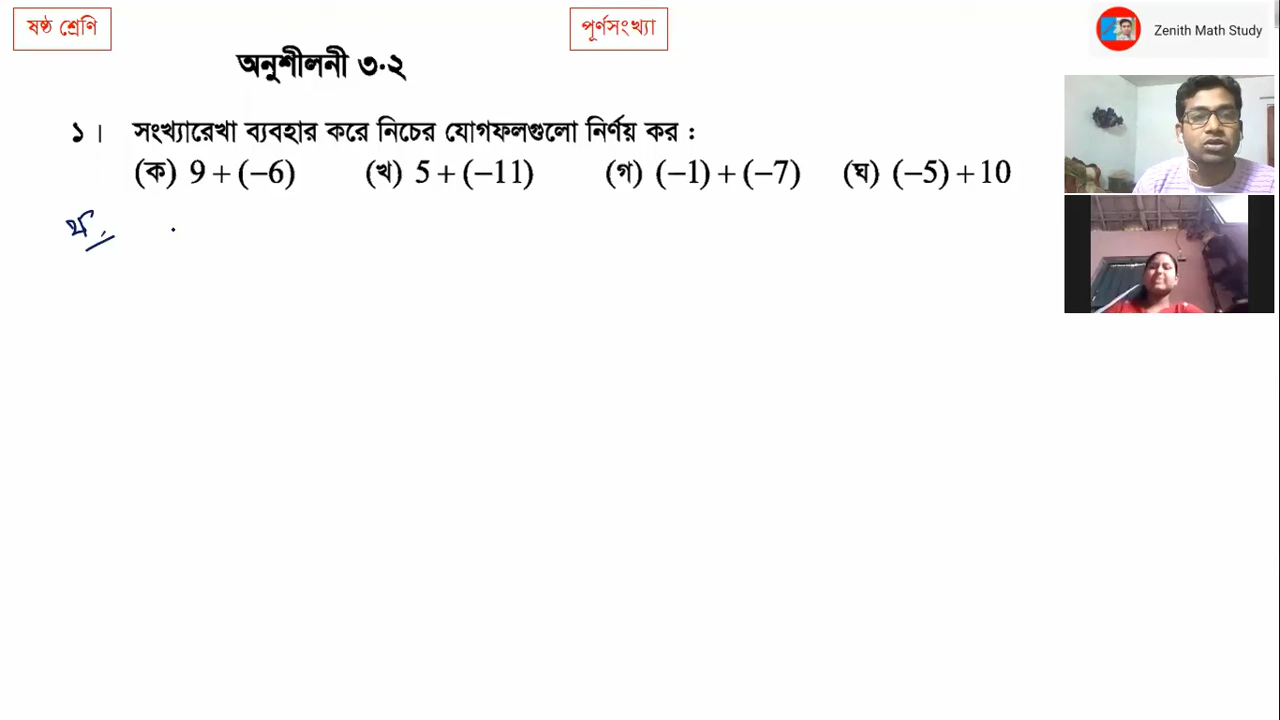 ষষ্ঠ শ্রেণি
পূর্ণসংখ্যা
Zenith Math Study
অনুশীলনী ৩.২
১। সংখ্যারেখা ব্যবহার করে নিচের যোগফলগুলো নির্ণয় কর :
(ক) 9 + (−6) (খ) 5 + (−11) (গ) (−1) + (−7) (ঘ) (−5) + 10